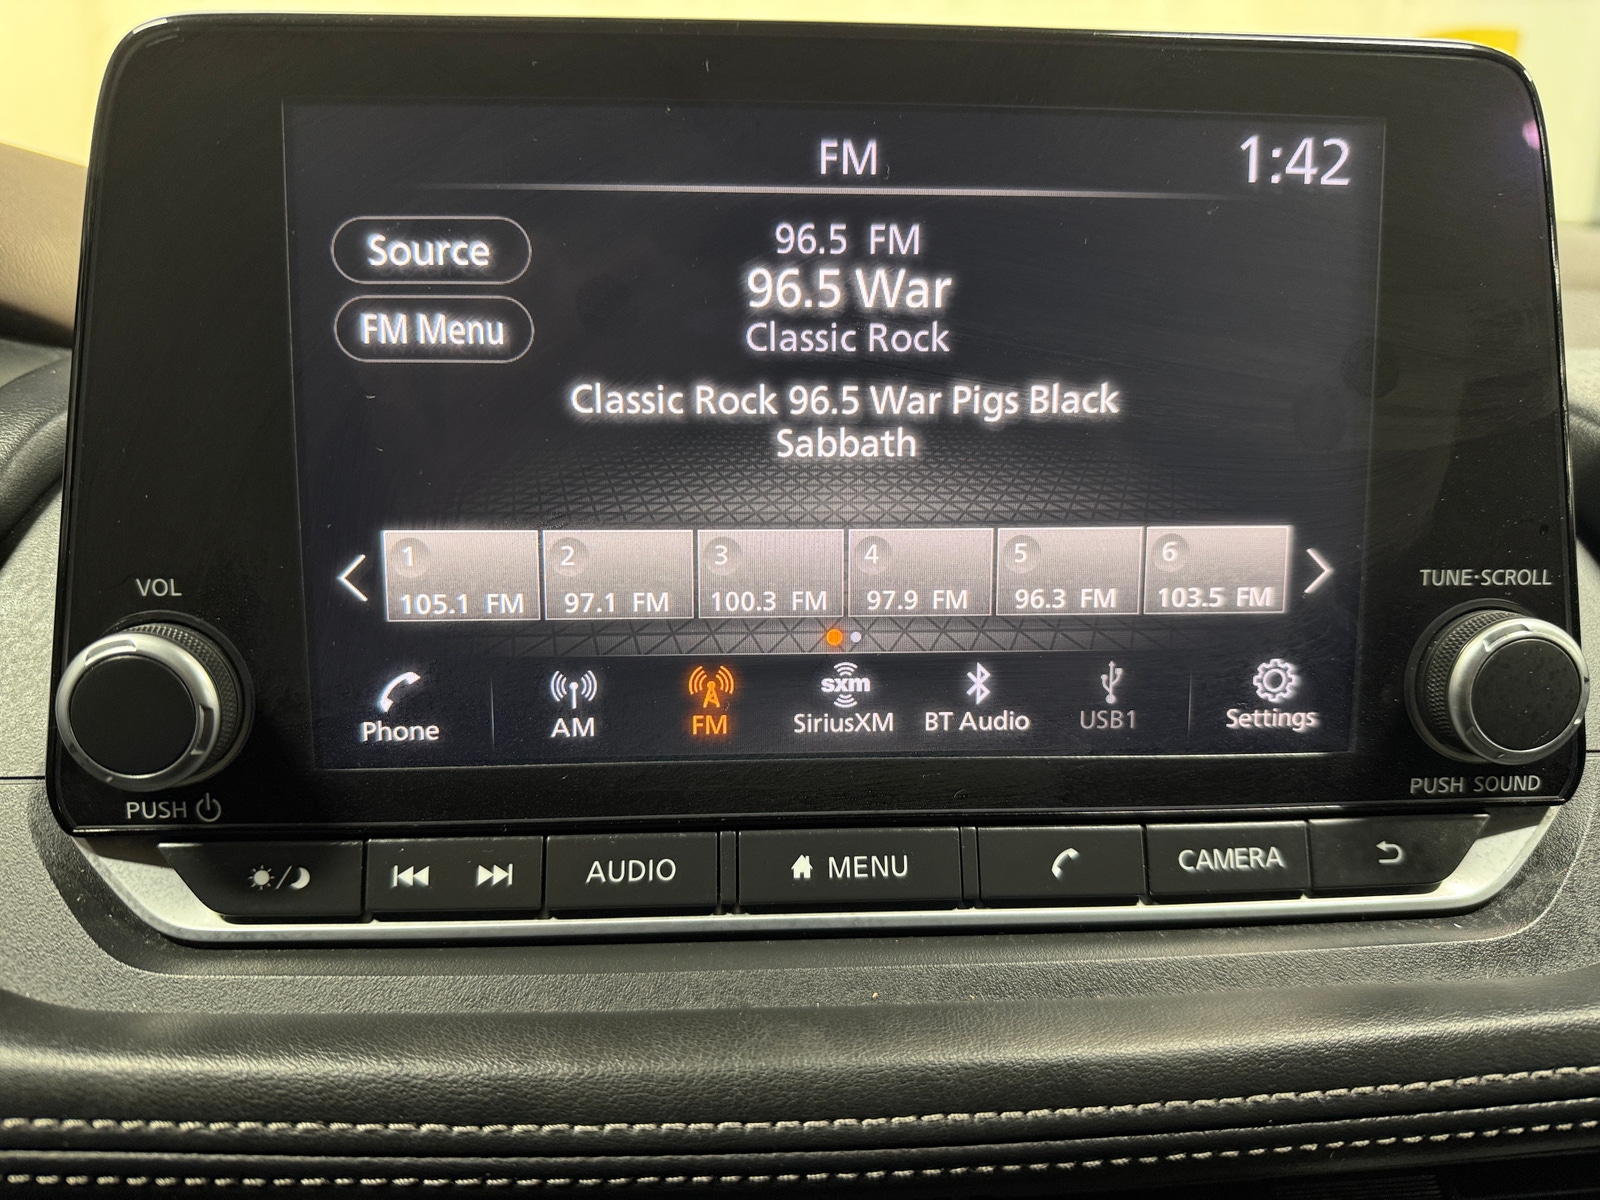 FM
1:42
Source
FM Menu
96.5 FM
96.5 War
Classic Rock
Classic Rock 96.5 War Pigs Black
Sabbath
1
105.1 FM
2
97.1 FM
3
100.3 FM
4
97.9 FM
5
96.3 FM
6
103.5 FM
Phone
AM
FM
sxm
SiriusXM
BT Audio
USB1
Settings
VOL
PUSH
TUNE·SCROLL
PUSH SOUND
AUDIO
MENU
CAMERA